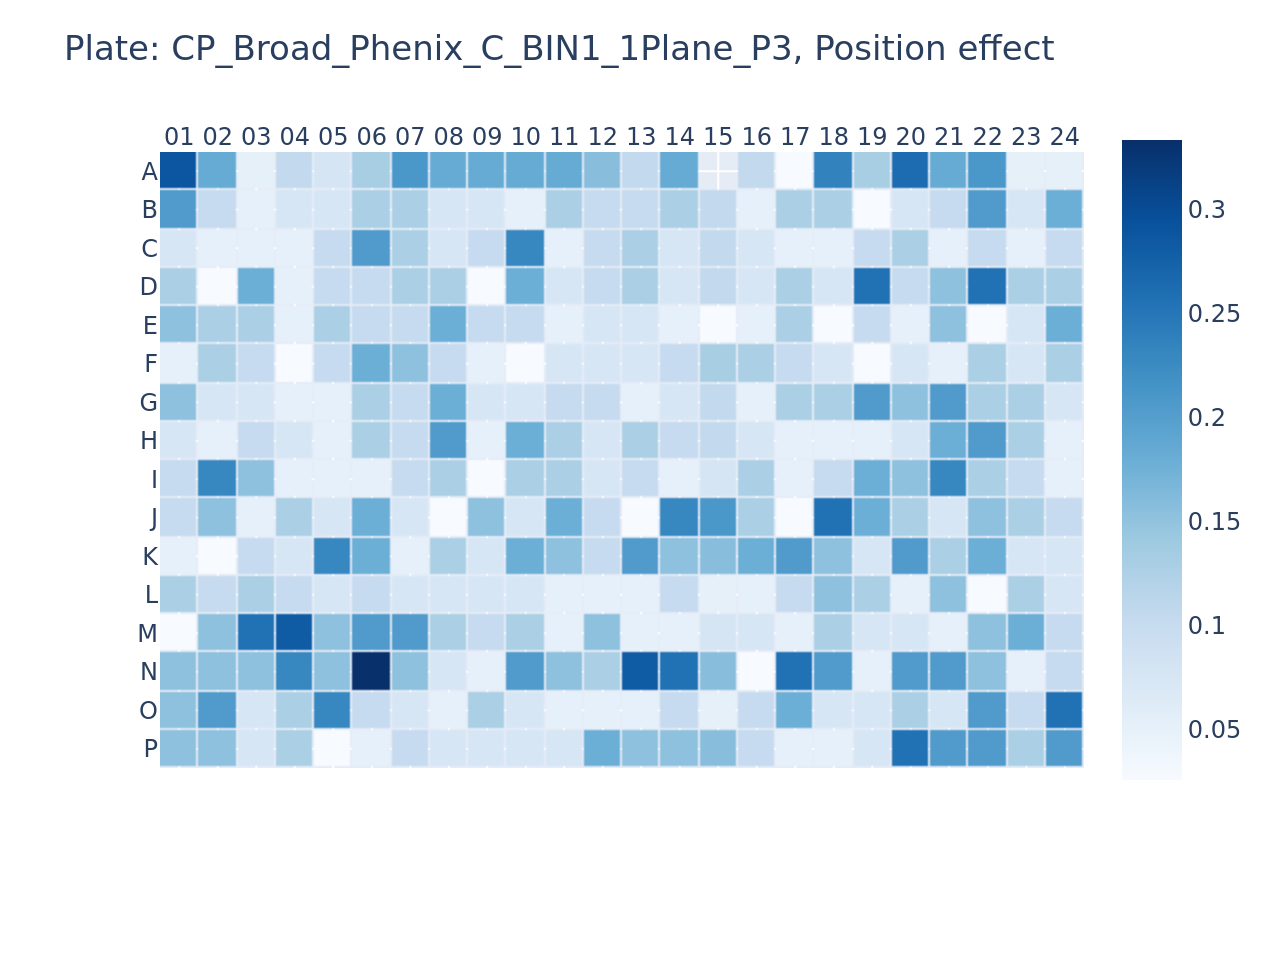 Plate: CP_Broad_Phenix_C_BIN1_1Plane_P3, Position effect
01 02 03 04 05 06 07 08 09 10 11 12 13 14 15 16 17 18 19 20 21 22 23 24
A
B
C
D
E
F
G
H
I
J
K
L
M
N
O
P
0.3
0.25
0.2
0.15
0.1
0.05